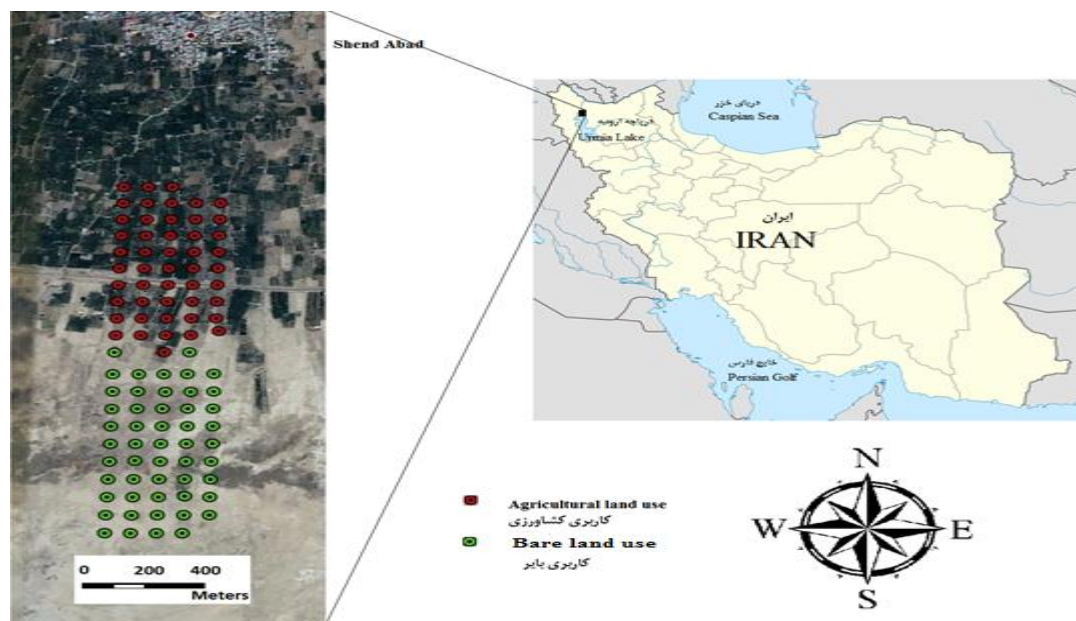 Shend Abad
دریای خزر
Caspian Sea
دریاچه ارومیه
Urmia Lake
ایران
IRAN
خلیج فارس
Persian Golf
Agricultural land use
کاربری کشاورزی
Bare land use
کاربری بایر
N
W E
S
0 200 400
Meters